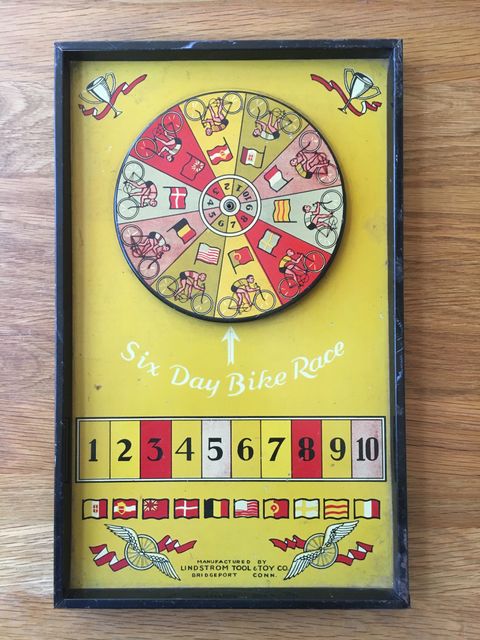 Six Day Bike Race
1 2 3 4 5 6 7 8 9 10
MANUFACTURED BY
LINDSTROM TOOL & TOY CO.
BRIDGEPORT CONN.